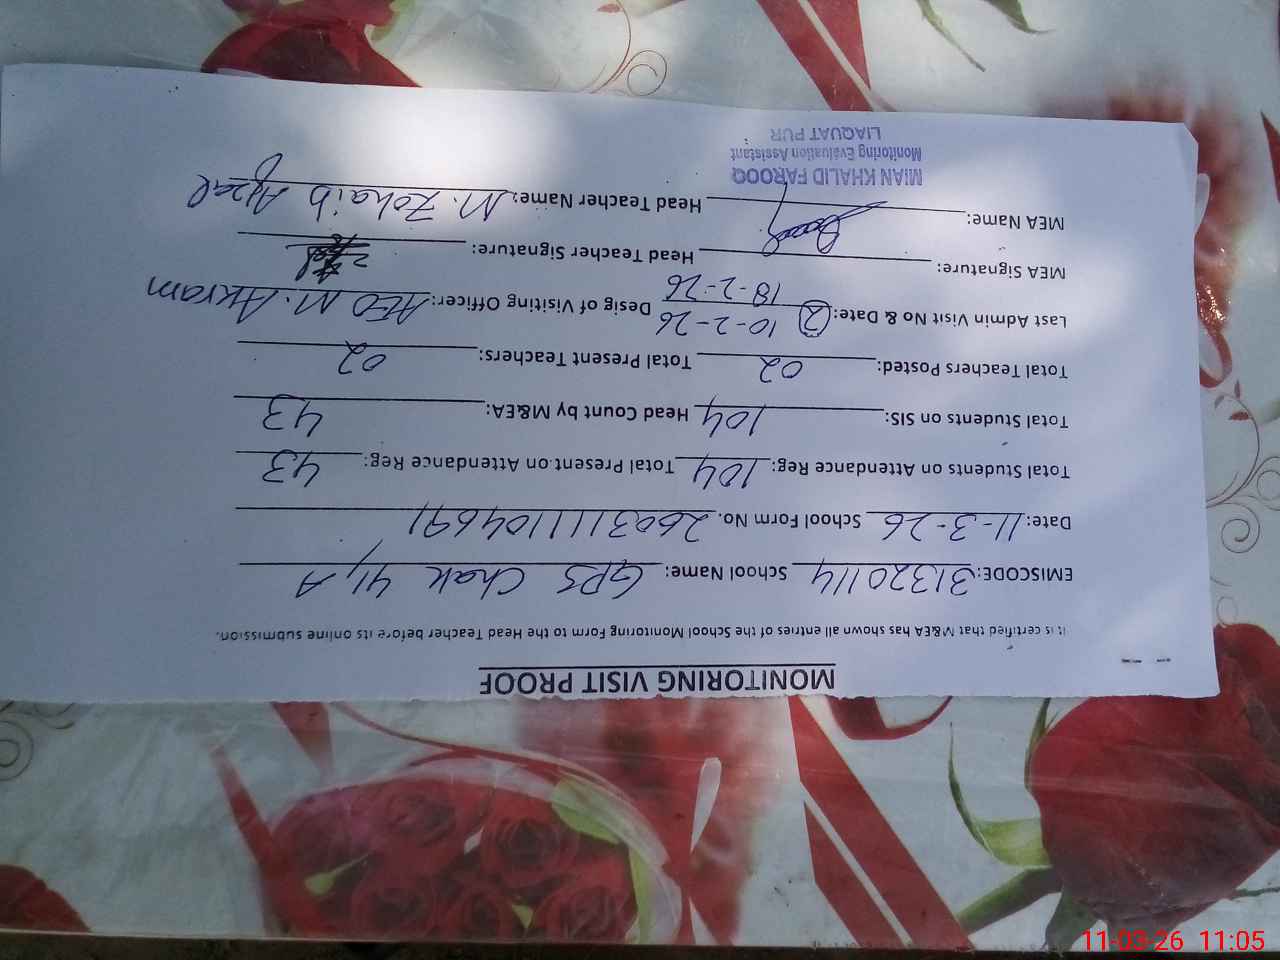 MONITORING VISIT PROOF
It is certified that M&EA has shown all entries of the School Monitoring Form to the Head Teacher before its online submission.
EMISCODE: 31320114 School Name: GPS Chak 41/A
Date: 11-3-26 School Form No. 260311104691
Total Students on Attendance Reg: 104 Total Present on Attendance Reg: 43
Total Students on SIS: 104 Head Count by M&EA: 43
Total Teachers Posted: 02 Total Present Teachers: 02
Last Admin Visit No & Date: 2 10-2-26 18-2-26 Desig of Visiting Officer: AEO M. Akram
MEA Signature: Head Teacher Signature:
MEA Name: Head Teacher Name: M. Zohaib Afzal
MIAN KHALID FAROOQ
Monitoring Evaluation Assistant
LIAQUAT PUR
11-03-26 11:05